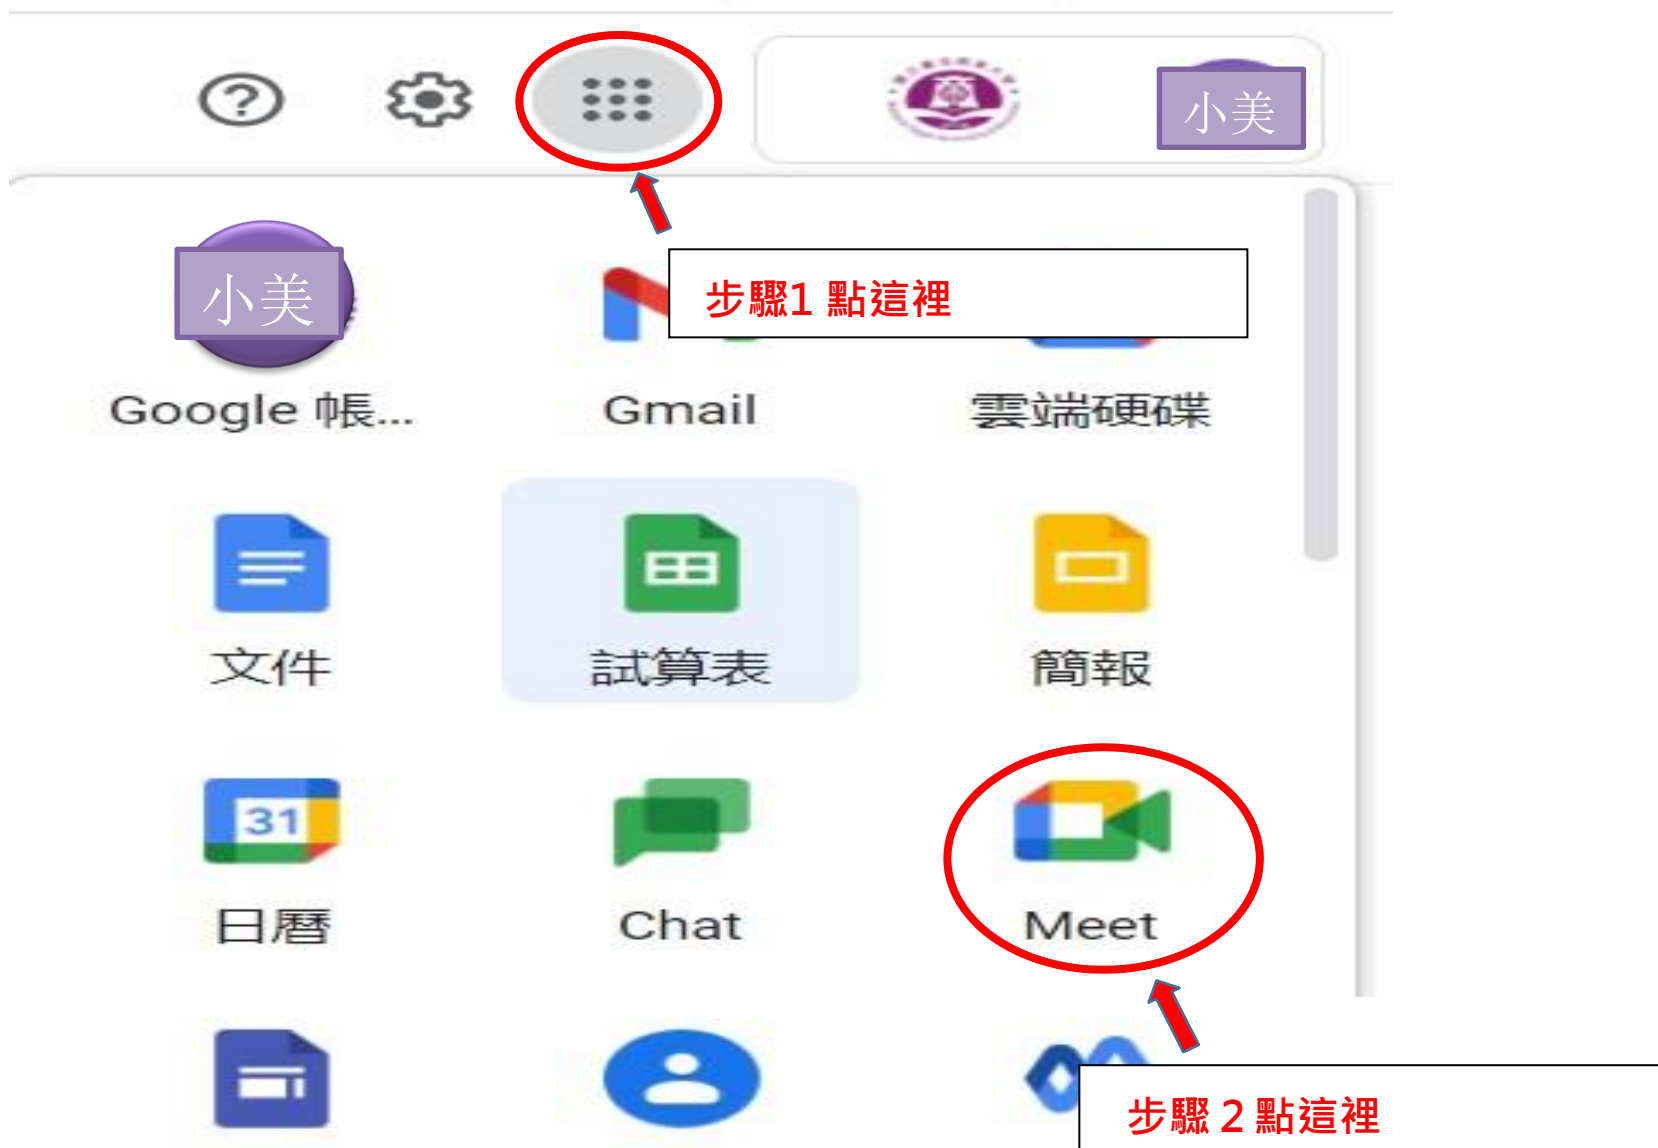 小美
步驟1 點這裡
小美
Google 帳...
Gmail
雲端硬碟
文件
試算表
簡報
31
日曆
Chat
Meet
步驟 2 點這裡